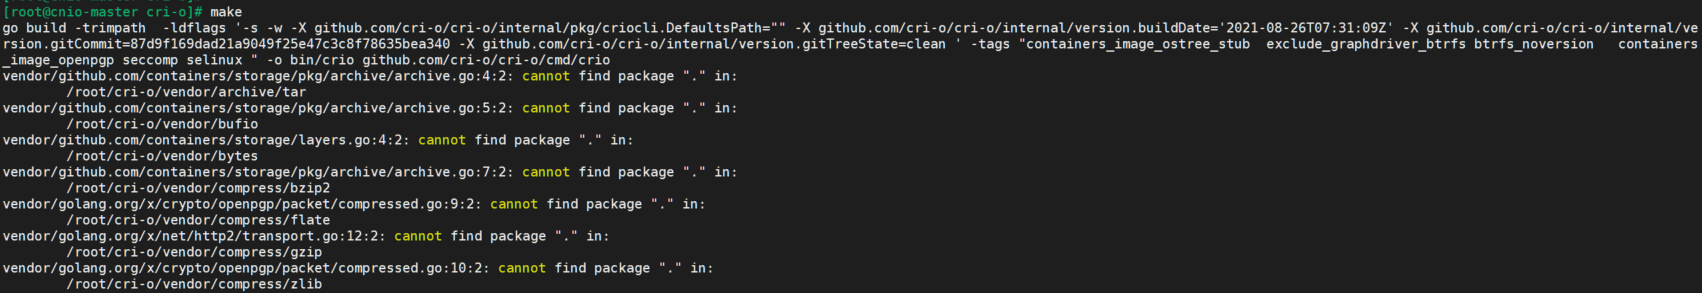 [root@cnio-master cri-o]# make
go build -trimpath  -ldflags '-s -w -X github.com/cri-o/cri-o/internal/pkg/criocli.DefaultsPath="" -X github.com/cri-o/cri-o/internal/version.buildDate='2021-08-26T07:31:09Z' -X github.com/cri-o/cri-o/internal/ve
rsion.gitCommit=87d9f169dad21a9049f25e47c3c8f78635bea340 -X github.com/cri-o/cri-o/internal/version.gitTreeState=clean ' -tags "containers_image_ostree_stub  exclude_graphdriver_btrfs btrfs_noversion   containers
_image_openpgp seccomp selinux " -o bin/crio github.com/cri-o/cri-o/cmd/crio
vendor/github.com/containers/storage/pkg/archive/archive.go:4:2: cannot find package "." in:
        /root/cri-o/vendor/archive/tar
vendor/github.com/containers/storage/pkg/archive/archive.go:5:2: cannot find package "." in:
        /root/cri-o/vendor/bufio
vendor/github.com/containers/storage/layers.go:4:2: cannot find package "." in:
        /root/cri-o/vendor/bytes
vendor/github.com/containers/storage/pkg/archive/archive.go:7:2: cannot find package "." in:
        /root/cri-o/vendor/compress/bzip2
vendor/golang.org/x/crypto/openpgp/packet/compressed.go:9:2: cannot find package "." in:
        /root/cri-o/vendor/compress/flate
vendor/golang.org/x/net/http2/transport.go:12:2: cannot find package "." in:
        /root/cri-o/vendor/compress/gzip
vendor/golang.org/x/crypto/openpgp/packet/compressed.go:10:2: cannot find package "." in:
        /root/cri-o/vendor/compress/zlib